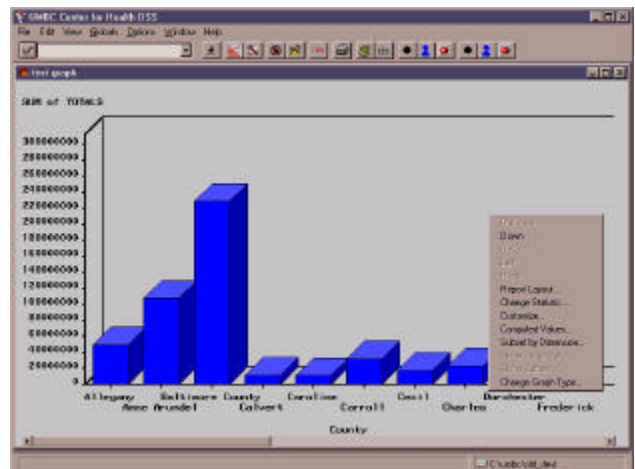 UMBC Center for Health DSS
File Edit View Globals Options Window Help
test graph
SUM of TOTALS
300000000
280000000
260000000
240000000
220000000
200000000
180000000
160000000
140000000
120000000
100000000
80000000
60000000
40000000
20000000
0
Down
Report Layout...
Change Statistic...
Customize...
Computed Values...
Subset by Dimension...
Change Graph Type...
Allegany Baltimore County Caroline Cecil Dorchester
Anne Arundel Calvert Carroll Charles Frederick
County